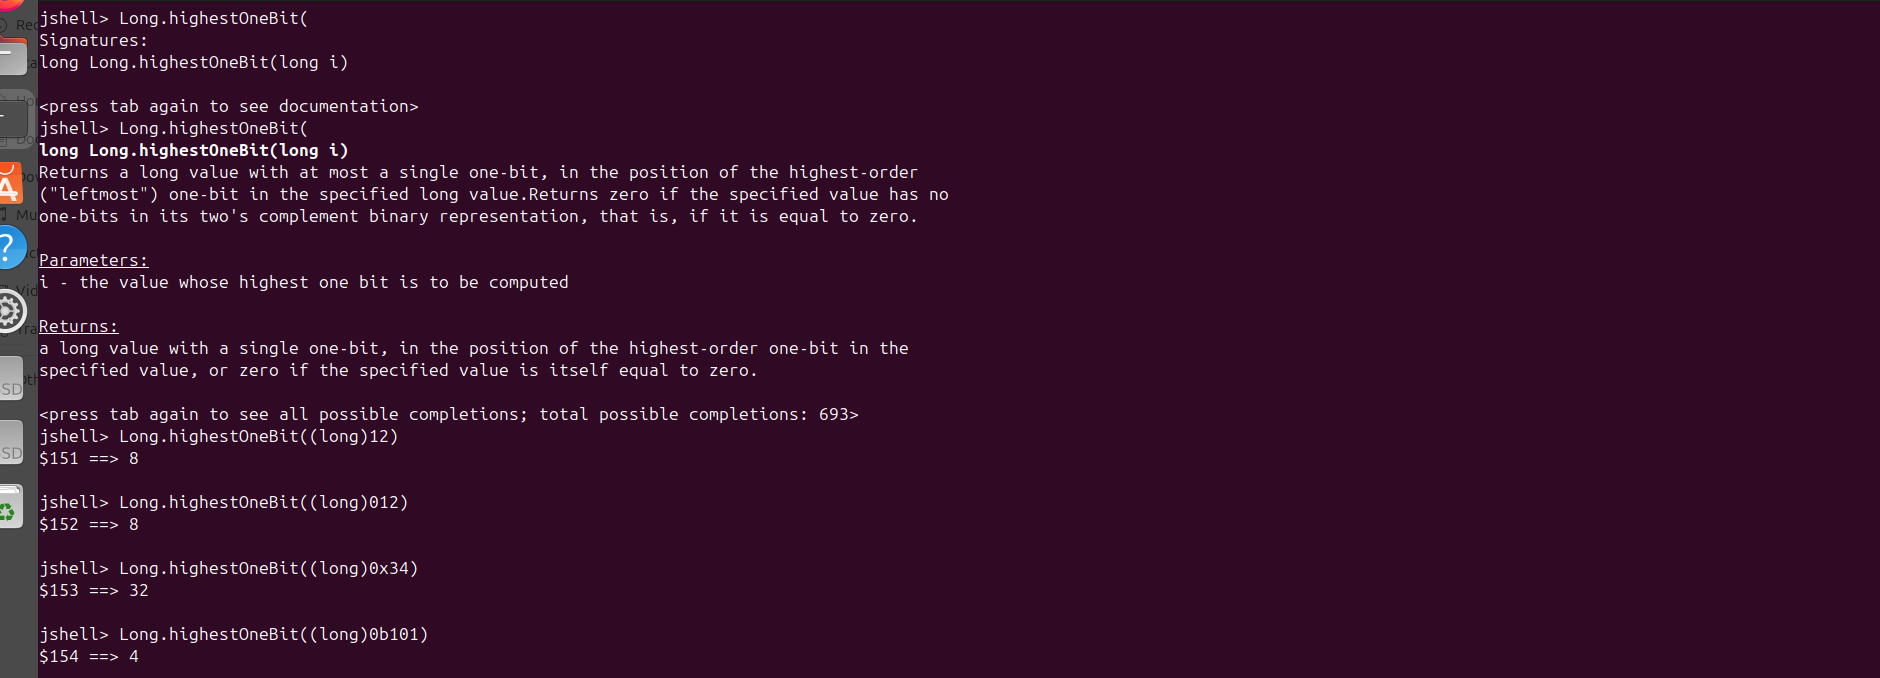 jshell> Long.highestOneBit(
Signatures:
long Long.highestOneBit(long i)
<press tab again to see documentation>
jshell> Long.highestOneBit(
long Long.highestOneBit(long i)
Returns a long value with at most a single one-bit, in the position of the highest-order
("leftmost") one-bit in the specified long value.Returns zero if the specified value has no
one-bits in its two's complement binary representation, that is, if it is equal to zero.
Parameters:
i - the value whose highest one bit is to be computed
Returns:
a long value with a single one-bit, in the position of the highest-order one-bit in the
specified value, or zero if the specified value is itself equal to zero.
<press tab again to see all possible completions; total possible completions: 693>
jshell> Long.highestOneBit((long)12)
$151 ==> 8
jshell> Long.highestOneBit((long)012)
$152 ==> 8
jshell> Long.highestOneBit((long)0x34)
$153 ==> 32
jshell> Long.highestOneBit((long)0b101)
$154 ==> 4